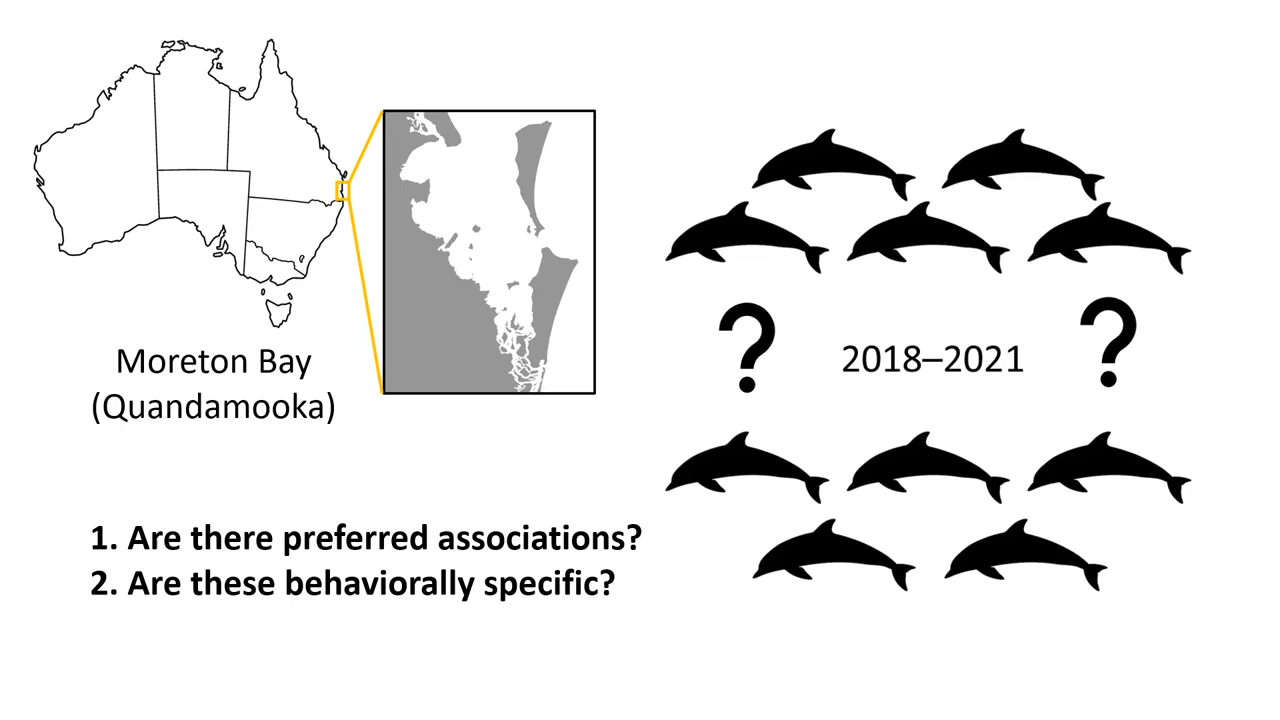 Moreton Bay
(Quandamooka)
?
2018–2021
?
1. Are there preferred associations?
2. Are these behaviorally specific?